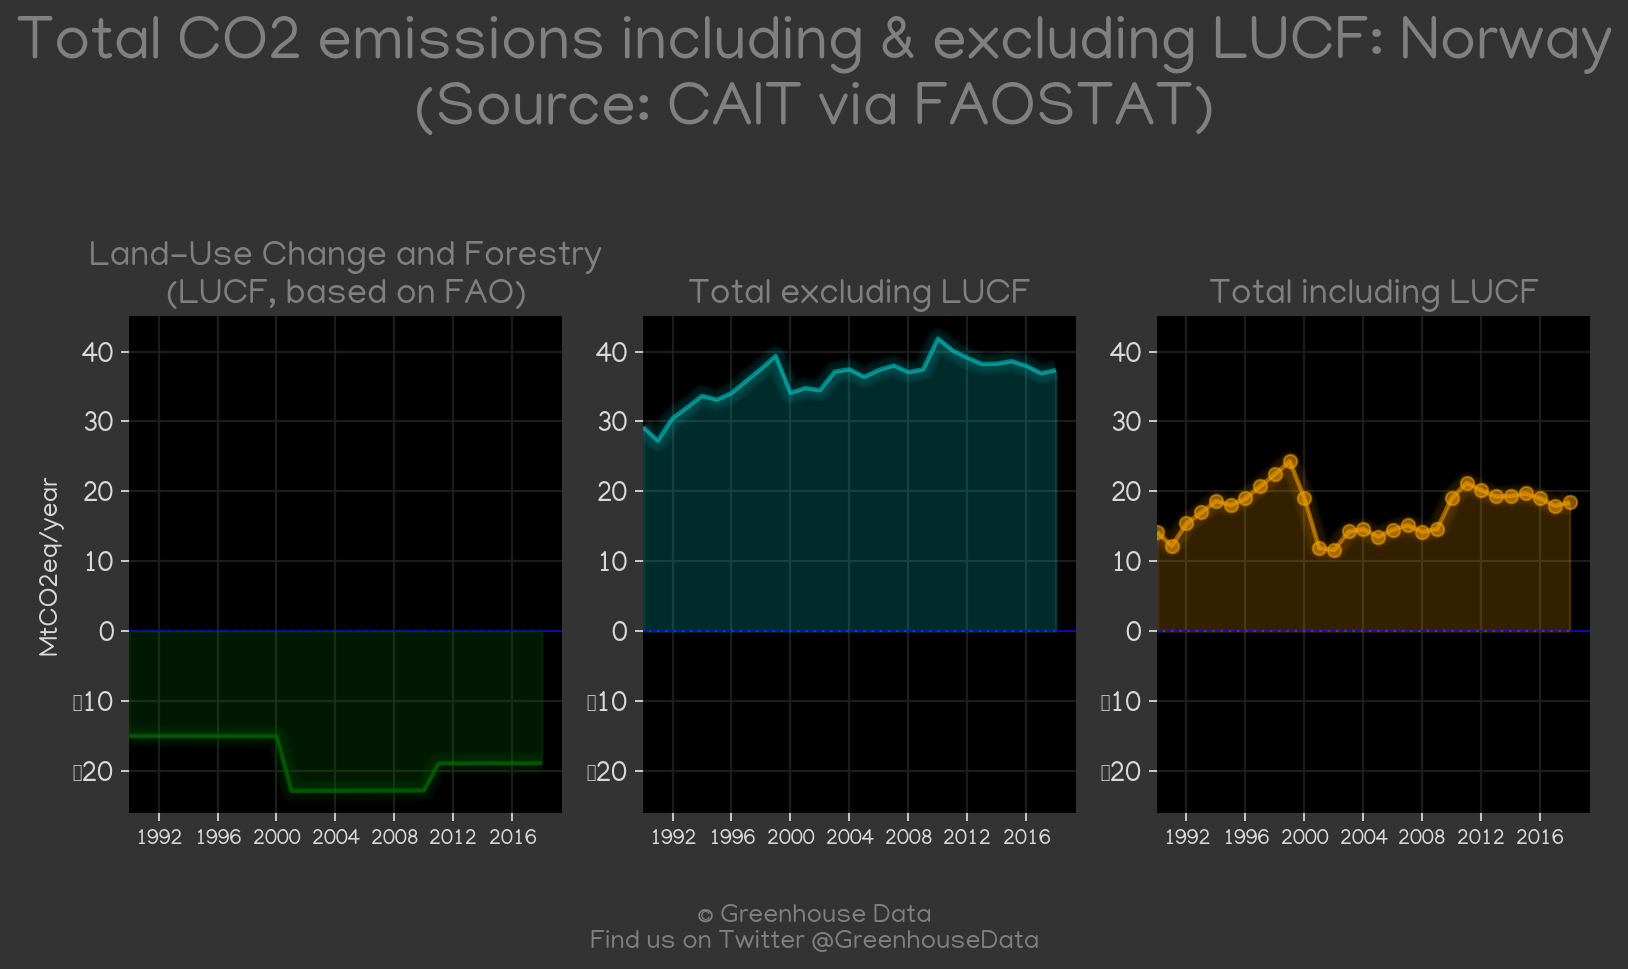 Total CO2 emissions including & excluding LUCF: Norway
(Source: CAIT via FAOSTAT)
Land-Use Change and Forestry
(LUCF, based on FAO)
Total excluding LUCF
Total including LUCF
MtCO2eq/year
40
30
20
10
0
▯10
▯20
1992 1996 2000 2004 2008 2012 2016
40
30
20
10
0
▯10
▯20
1992 1996 2000 2004 2008 2012 2016
40
30
20
10
0
▯10
▯20
1992 1996 2000 2004 2008 2012 2016
© Greenhouse Data
Find us on Twitter @GreenhouseData